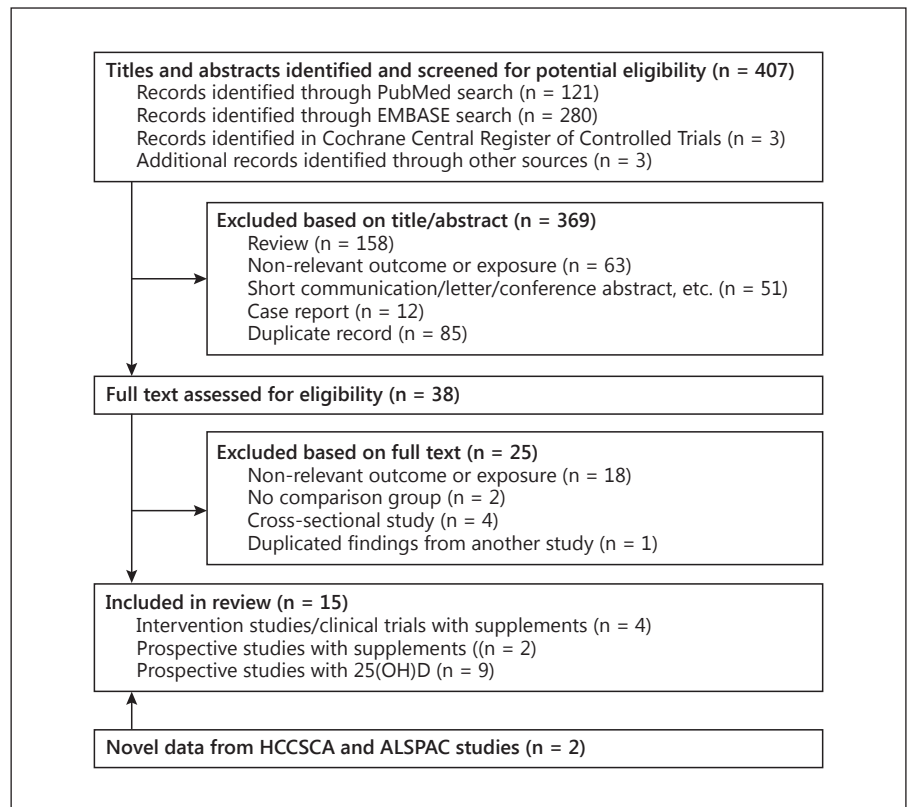 Titles and abstracts identified and screened for potential eligibility (n = 407)
Records identified through PubMed search (n = 121)
Records identified through EMBASE search (n = 280)
Records identified in Cochrane Central Register of Controlled Trials (n = 3)
Additional records identified through other sources (n = 3)
Excluded based on title/abstract (n = 369)
Review (n = 158)
Non-relevant outcome or exposure (n = 63)
Short communication/letter/conference abstract, etc. (n = 51)
Case report (n = 12)
Duplicate record (n = 85)
Full text assessed for eligibility (n = 38)
Excluded based on full text (n = 25)
Non-relevant outcome or exposure (n = 18)
No comparison group (n = 2)
Cross-sectional study (n = 4)
Duplicated findings from another study (n = 1)
Included in review (n = 15)
Intervention studies/clinical trials with supplements (n = 4)
Prospective studies with supplements ((n = 2)
Prospective studies with 25(OH)D (n = 9)
Novel data from HCCSCA and ALSPAC studies (n = 2)